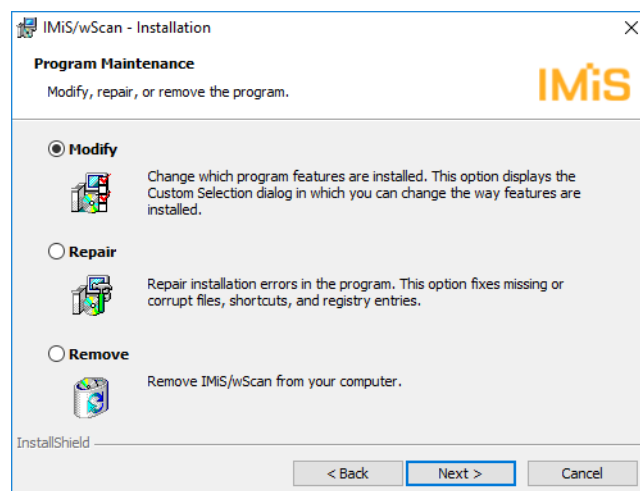 IMiS/wScan - Installation
Program Maintenance
Modify, repair, or remove the program.
IMiS
Modify
Change which program features are installed. This option displays the
Custom Selection dialog in which you can change the way features are
installed.
Repair
Repair installation errors in the program. This option fixes missing or
corrupt files, shortcuts, and registry entries.
Remove
Remove IMiS/wScan from your computer.
InstallShield
< Back
Next >
Cancel